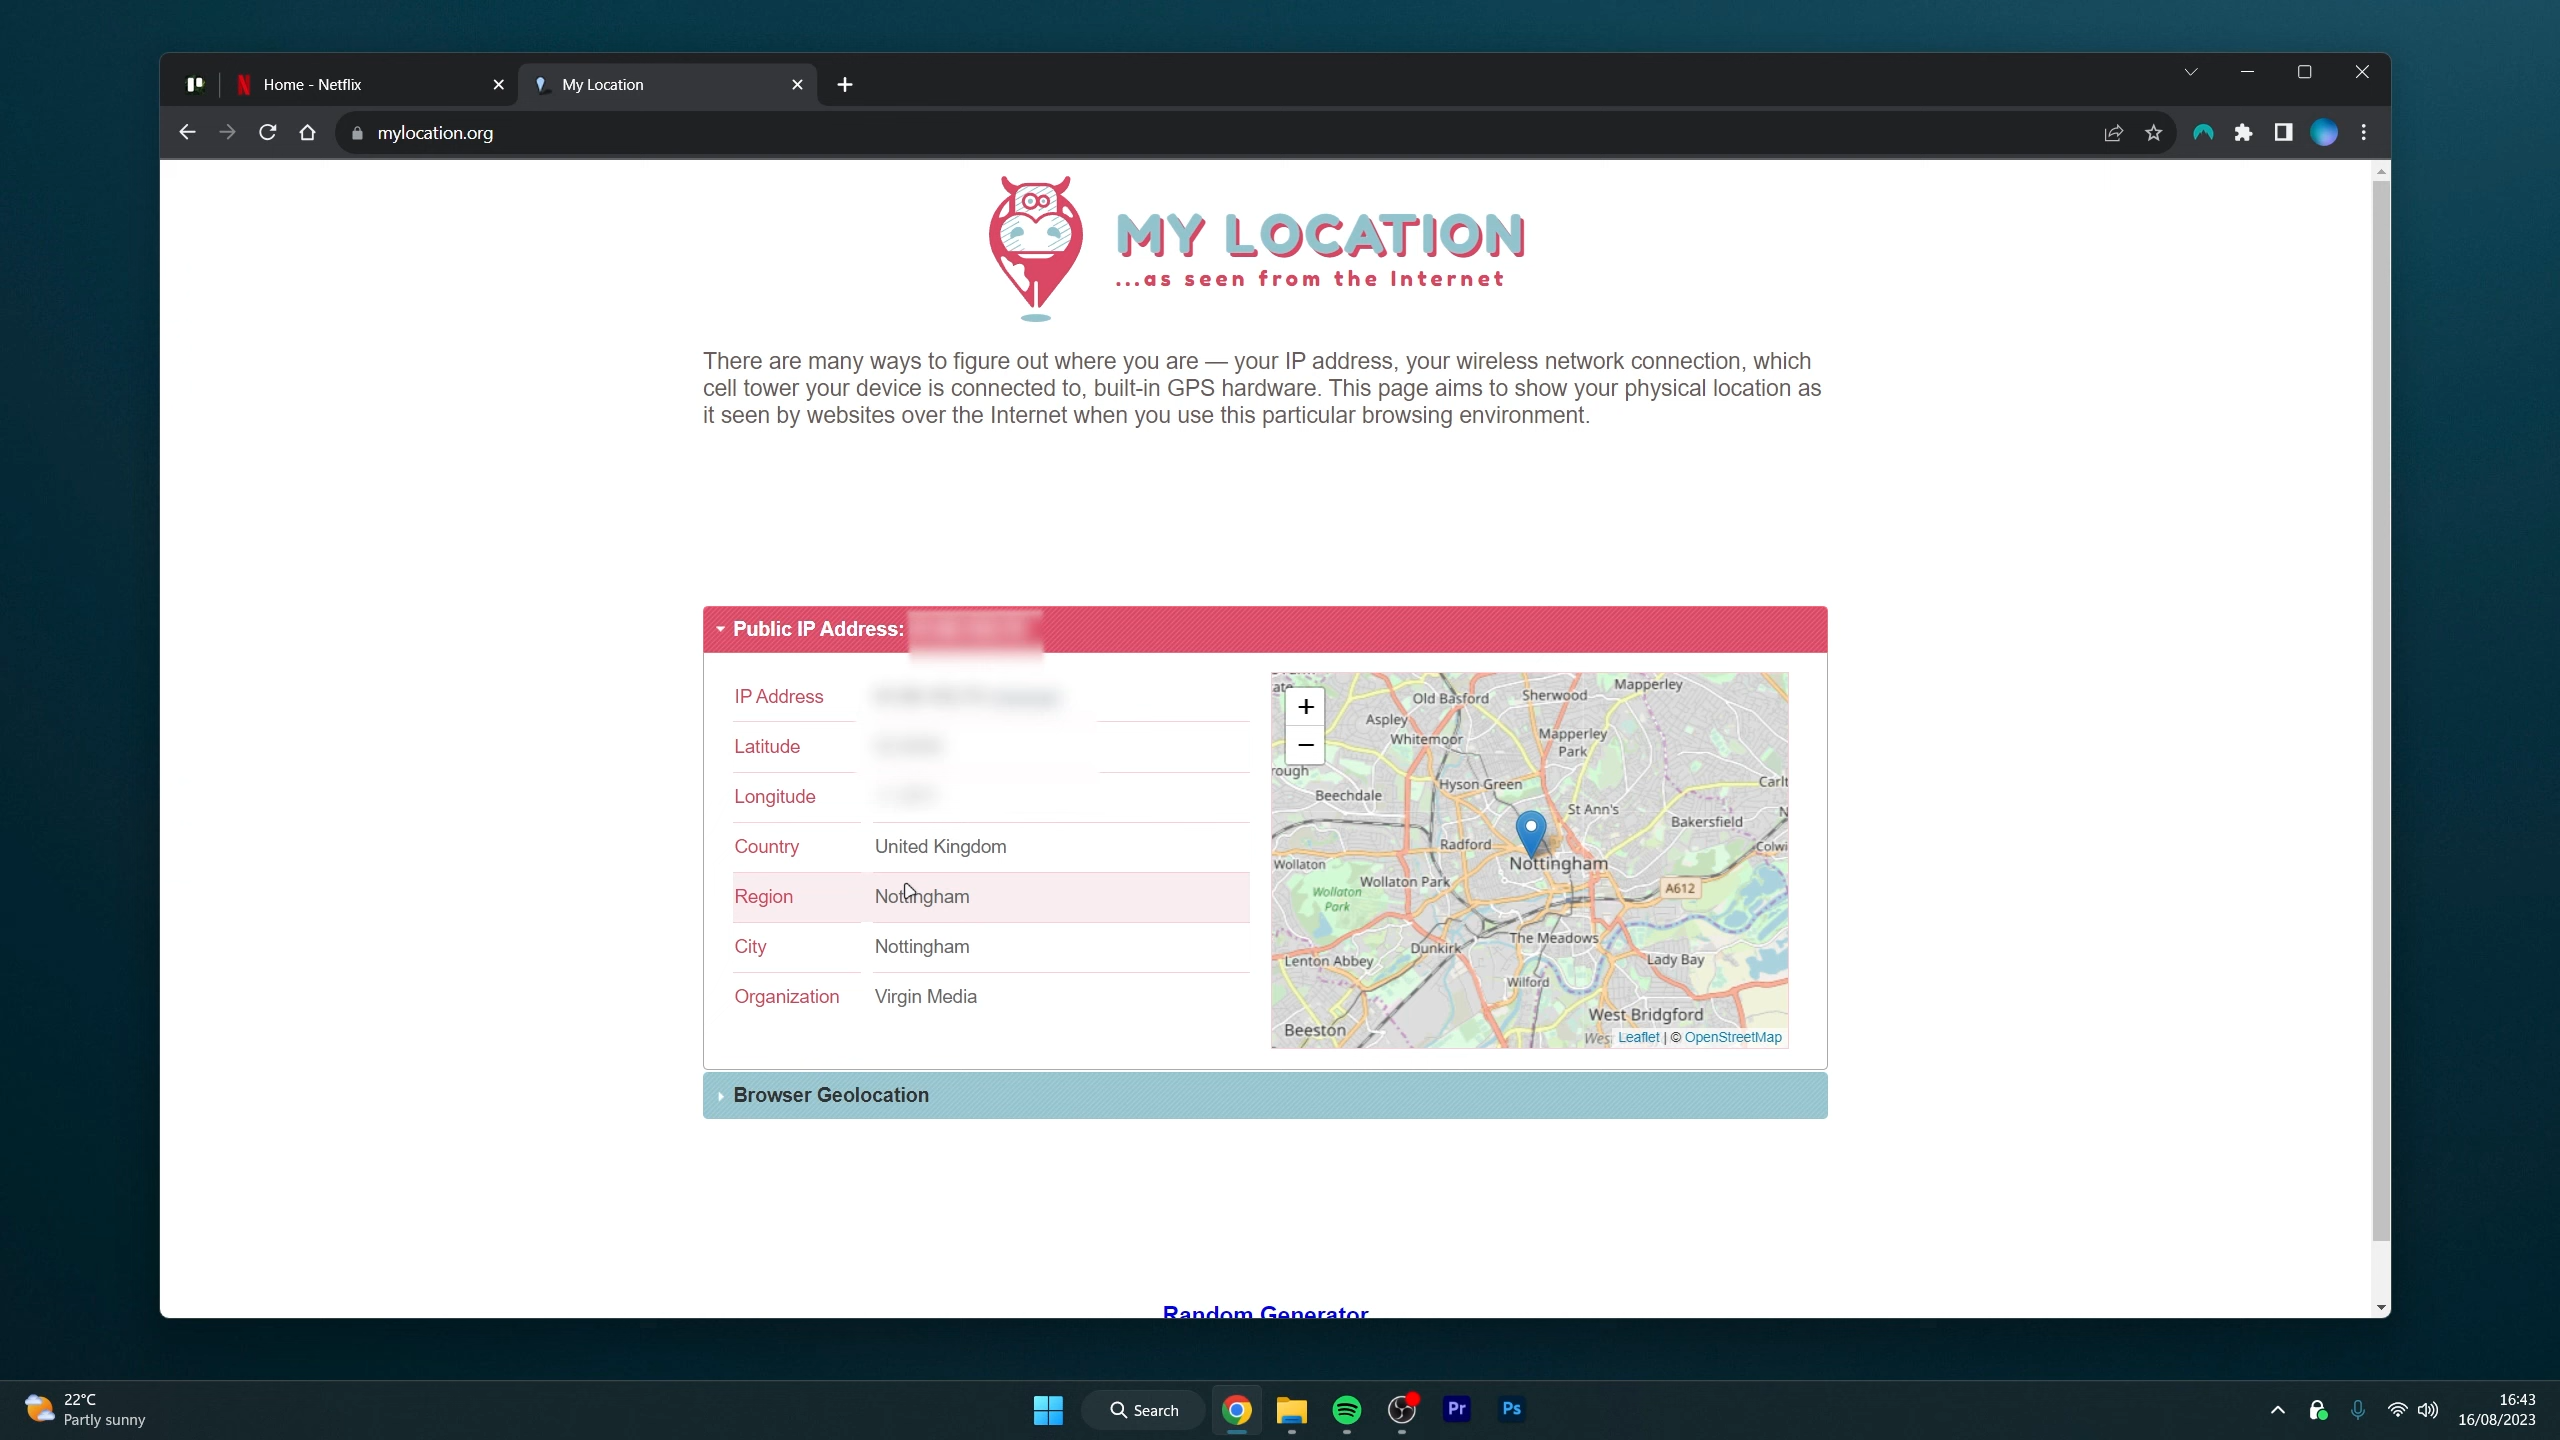 Home - Netflix
My Location
mylocation.org
MY LOCATION
...as seen from the Internet
There are many ways to figure out where you are — your IP address, your wireless network connection, which
cell tower your device is connected to, built-in GPS hardware. This page aims to show your physical location as
it seen by websites over the Internet when you use this particular browsing environment.
Public IP Address:
IP Address
Latitude
Longitude
Country United Kingdom
Region Nottingham
City Nottingham
Organization Virgin Media
+
−
Mapperley
Old Basford
Sherwood
Aspley
Whitemoor
Mapperley
Park
rough
Hyson Green
Carlt
Beechdale
St Ann's
Bakersfield
Radford
Colwi
Wollaton
Nottingham
Wollaton Park
A612
Wollaton
Park
The Meadows
Dunkirk
Lenton Abbey
Lady Bay
Wilford
West Bridgford
Beeston
Wes
Leaflet | © OpenStreetMap
Browser Geolocation
Random Generator
22°C
Partly sunny
Search
Pr
Ps
16:43
16/08/2023